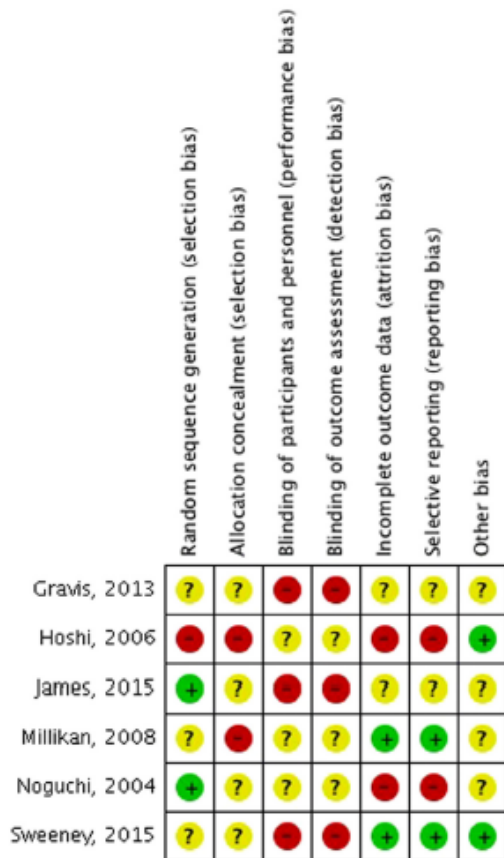 Random sequence generation (selection bias)
Allocation concealment (selection bias)
Blinding of participants and personnel (performance bias)
Blinding of outcome assessment (detection bias)
Incomplete outcome data (attrition bias)
Selective reporting (reporting bias)
Other bias
Gravis, 2013 ? ? - - ? ? ?
Hoshi, 2006 - - ? ? - - +
James, 2015 + ? - - ? ? ?
Millikan, 2008 ? - ? ? + + ?
Noguchi, 2004 + ? ? ? - - ?
Sweeney, 2015 ? ? - - + + +